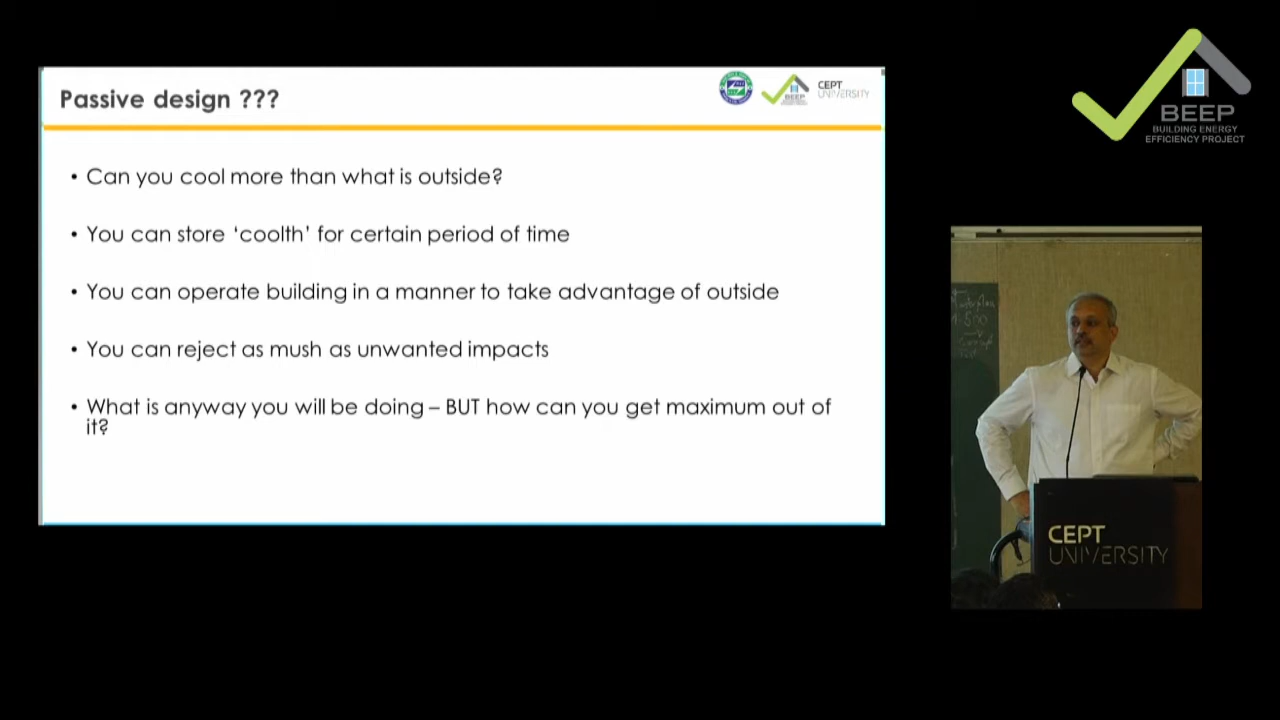 Passive design ???
CEPT
UNIVERSITY
• Can you cool more than what is outside?
• You can store ‘coolth’ for certain period of time
• You can operate building in a manner to take advantage of outside
• You can reject as mush as unwanted impacts
• What is anyway you will be doing – BUT how can you get maximum out of
it?
BEEP
BUILDING ENERGY
EFFICIENCY PROJECT
CEPT
UNIVERSITY